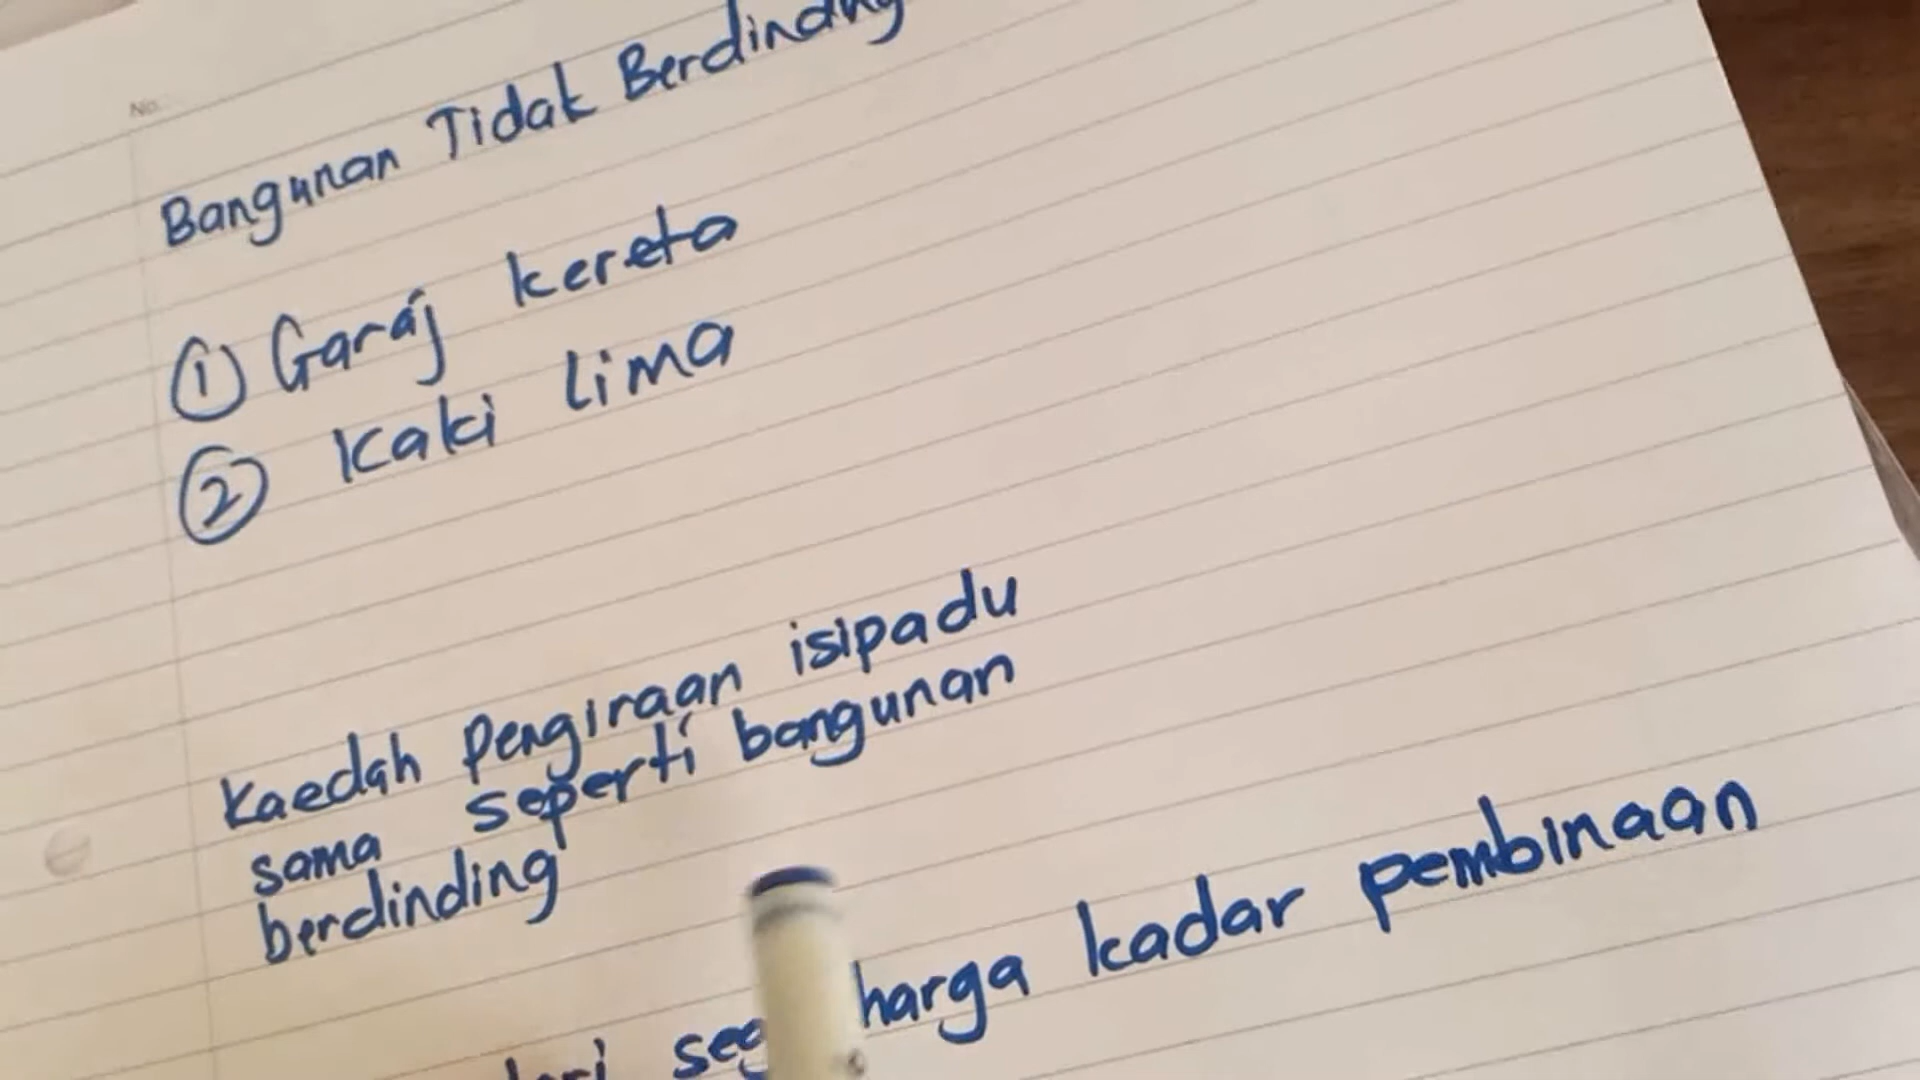 No.
Bangunan Tidak Berdinding
① Garaj kereta
② Kaki lima
Kaedah Pengiraan isipadu
sama seperti bangunan
berdinding
harga kadar pembinaan